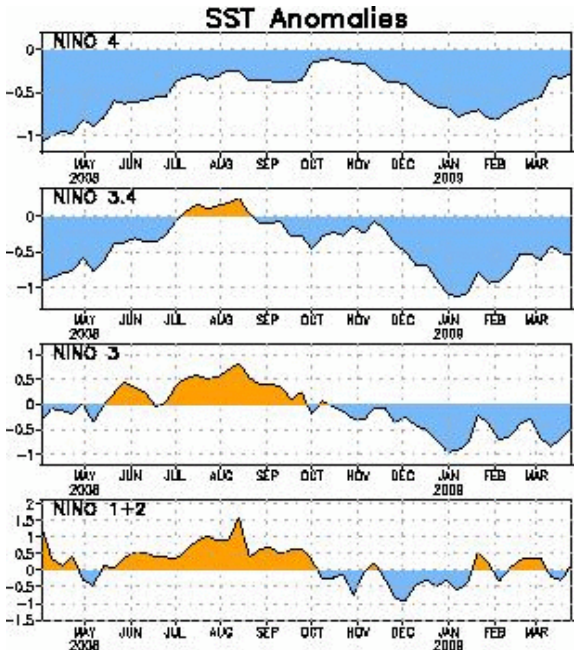 SST Anomalies
NINO 4
0
-0.5
-1
MAY JUN JUL AUG SEP OCT NOV DEC JAN FEB MAR
2008 2009
NINO 3.4
0
-0.5
-1
MAY JUN JUL AUG SEP OCT NOV DEC JAN FEB MAR
2008 2009
NINO 3
1
0.5
0
-0.5
-1
MAY JUN JUL AUG SEP OCT NOV DEC JAN FEB MAR
2008 2009
NINO 1+2
2
1.5
1
0.5
0
-0.5
-1
-1.5
MAY JUN JUL AUG SEP OCT NOV DEC JAN FEB MAR
2008 2009